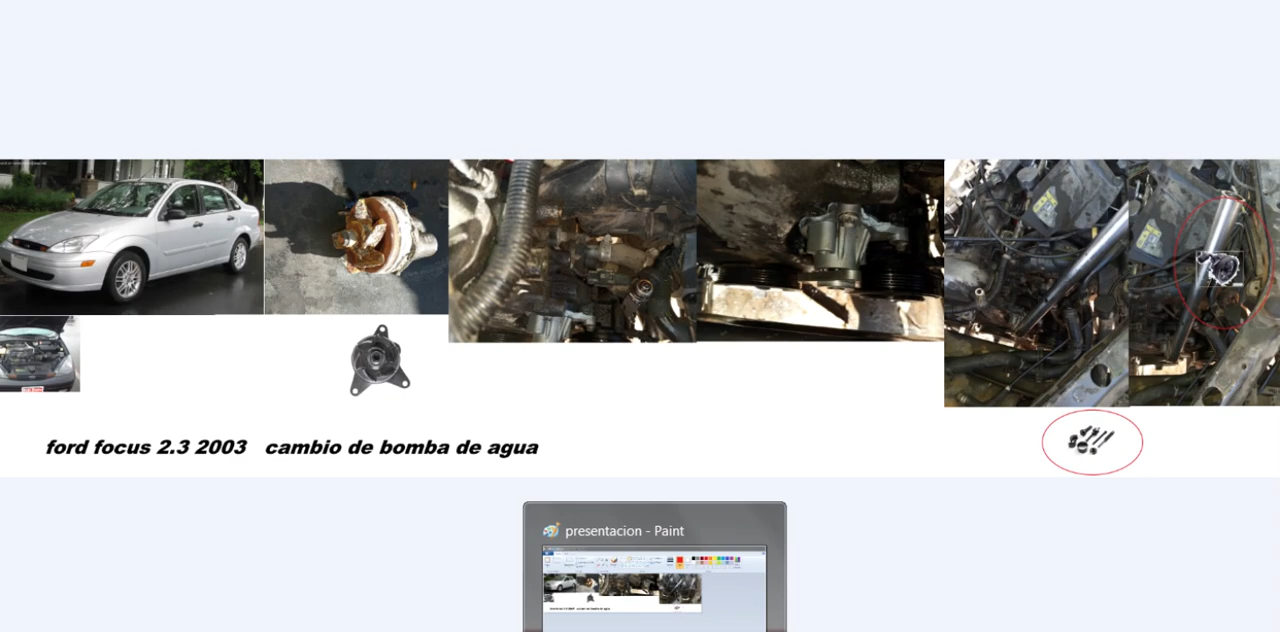 ford focus 2.3 2003 cambio de bomba de agua
presentacion - Paint